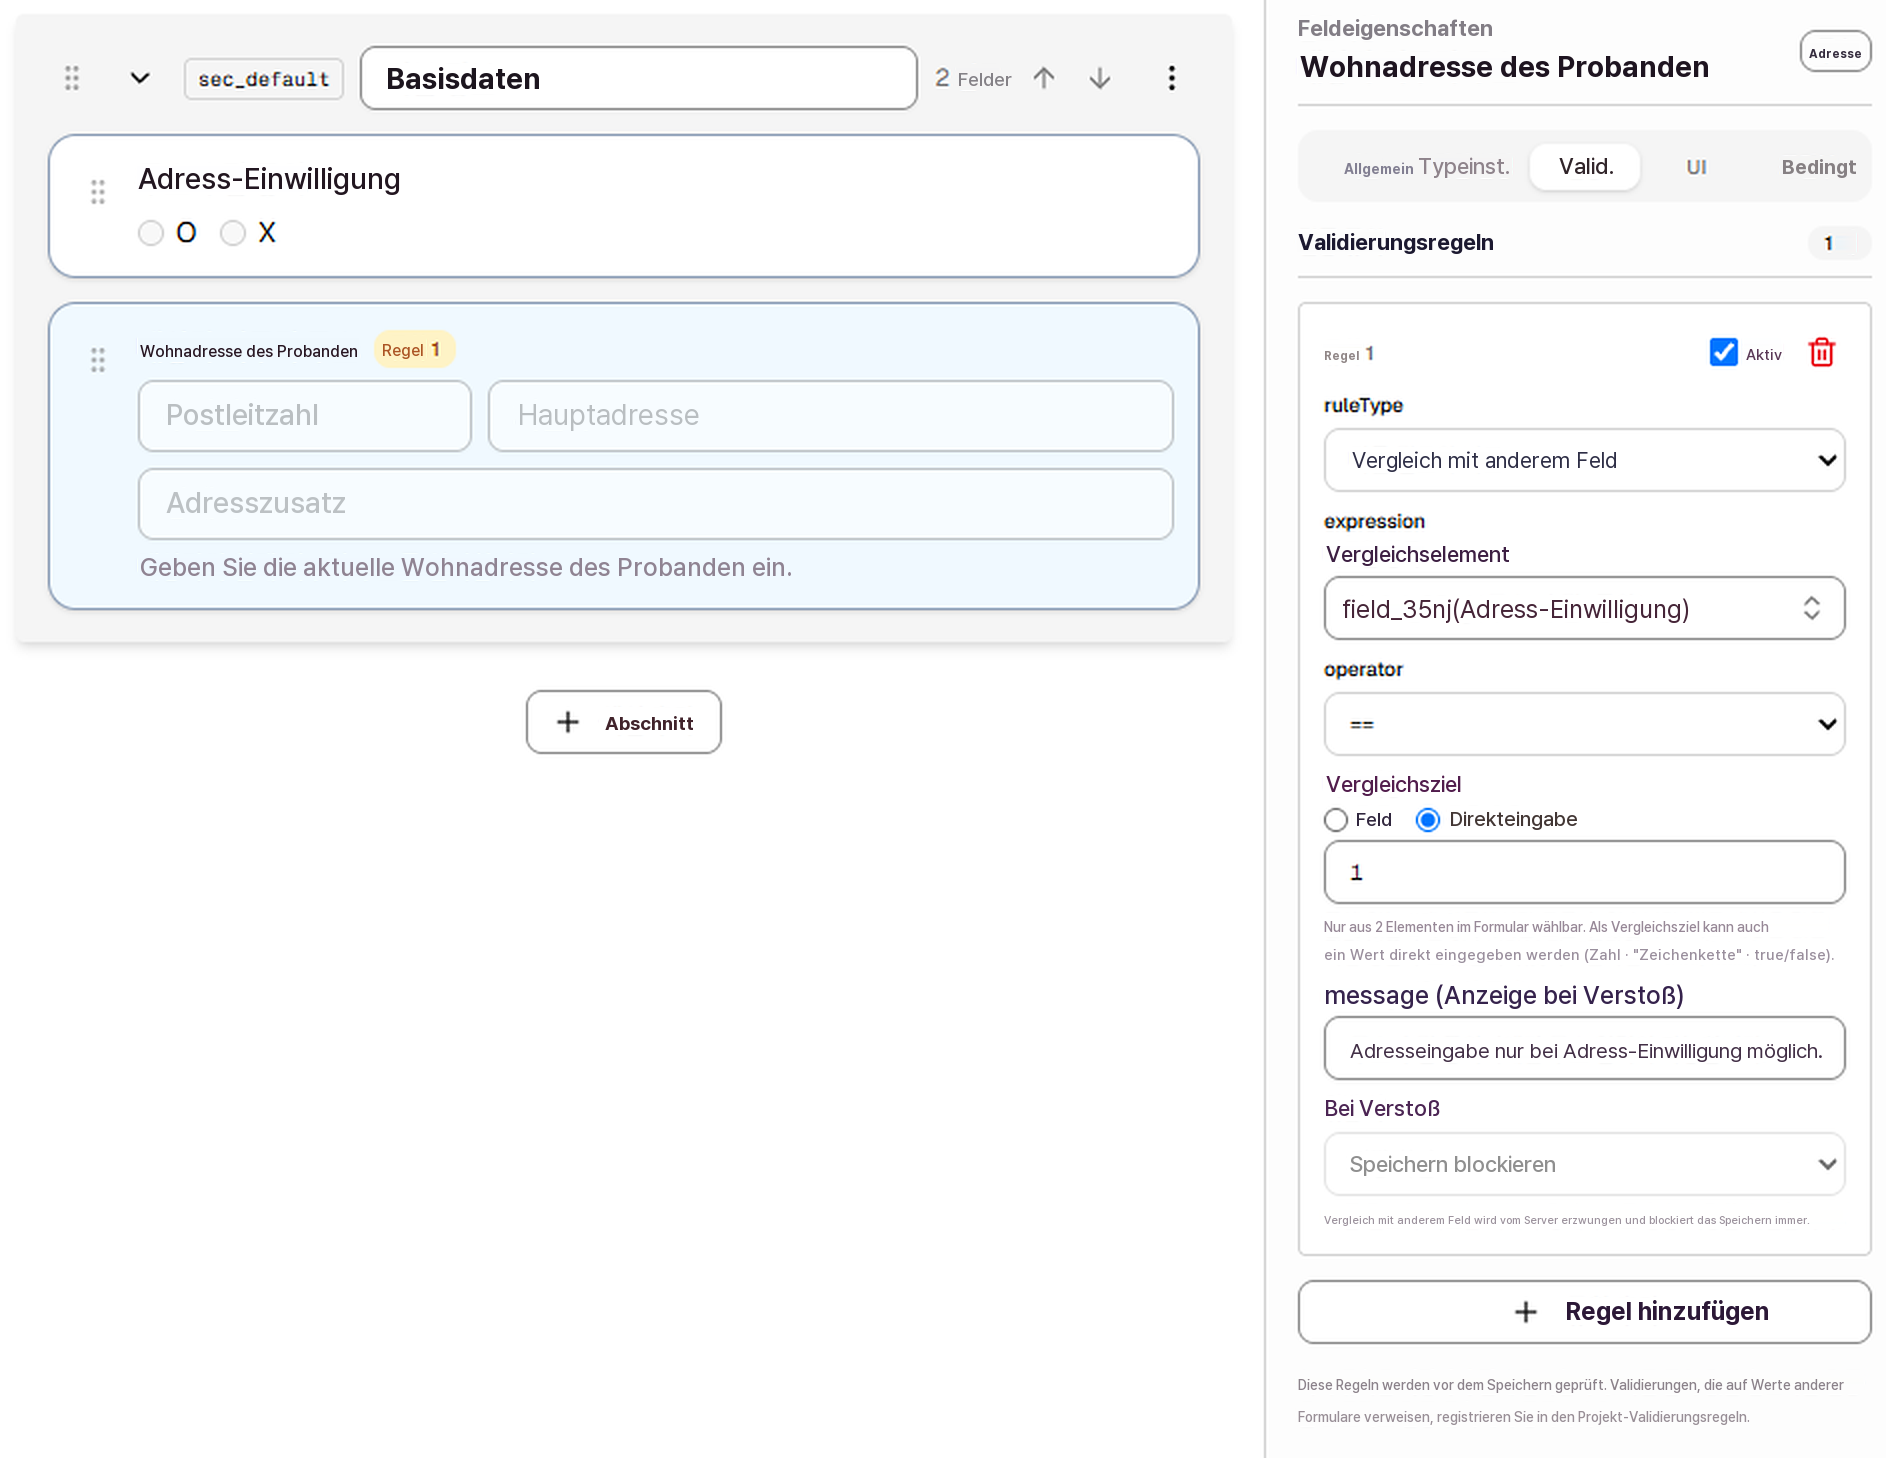 sec_default
Basisdaten
2 Felder
Adress-Einwilligung
O X
Wohnadresse des Probanden Regel 1
Postleitzahl Hauptadresse
Adresszusatz
Geben Sie die aktuelle Wohnadresse des Probanden ein.
+ Abschnitt
Feldeigenschaften
Wohnadresse des Probanden
Adresse
Allgemein Typeinst. Valid. UI Bedingt
Validierungsregeln 1
Regel 1 Aktiv
ruleType
Vergleich mit anderem Feld
expression
Vergleichselement
field_35nj(Adress-Einwilligung)
operator
==
Vergleichsziel
Feld Direkteingabe
1
Nur aus 2 Elementen im Formular wählbar. Als Vergleichsziel kann auch
ein Wert direkt eingegeben werden (Zahl · "Zeichenkette" · true/false).
message (Anzeige bei Verstoß)
Adresseingabe nur bei Adress-Einwilligung möglich.
Bei Verstoß
Speichern blockieren
Vergleich mit anderem Feld wird vom Server erzwungen und blockiert das Speichern immer.
+ Regel hinzufügen
Diese Regeln werden vor dem Speichern geprüft. Validierungen, die auf Werte anderer
Formulare verweisen, registrieren Sie in den Projekt-Validierungsregeln.